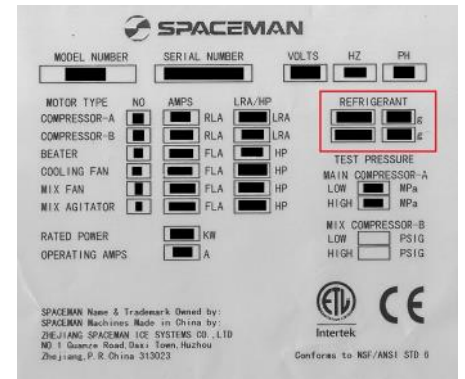 SPACEMAN
MODEL NUMBER SERIAL NUMBER VOLTS HZ PH
MOTOR TYPE NO AMPS LRA/HP REFRIGERANT
COMPRESSOR-A RLA LRA g
COMPRESSOR-B RLA LRA g
BEATER FLA HP
TEST PRESSURE
COOLING FAN FLA HP
MAIN COMPRESSOR-A
MIX FAN FLA HP LOW MPa
MIX AGITATOR FLA HP HIGH MPa
MIX COMPRESSOR-B
RATED POWER KW LOW PSIG
OPERATING AMPS A HIGH PSIG
SPACEMAN Name & Trademark Owned by:
SPACEMAN Machines Made in China by:
ZHEJIANG SPACEMAN ICE SYSTEMS CO.,LTD
NO 1 Quanze Road, Daxi Town, Huzhou
Zhejiang, P.R. China 313023
ETL CE
Intertek
Conforms to NSF/ANSI STD 6